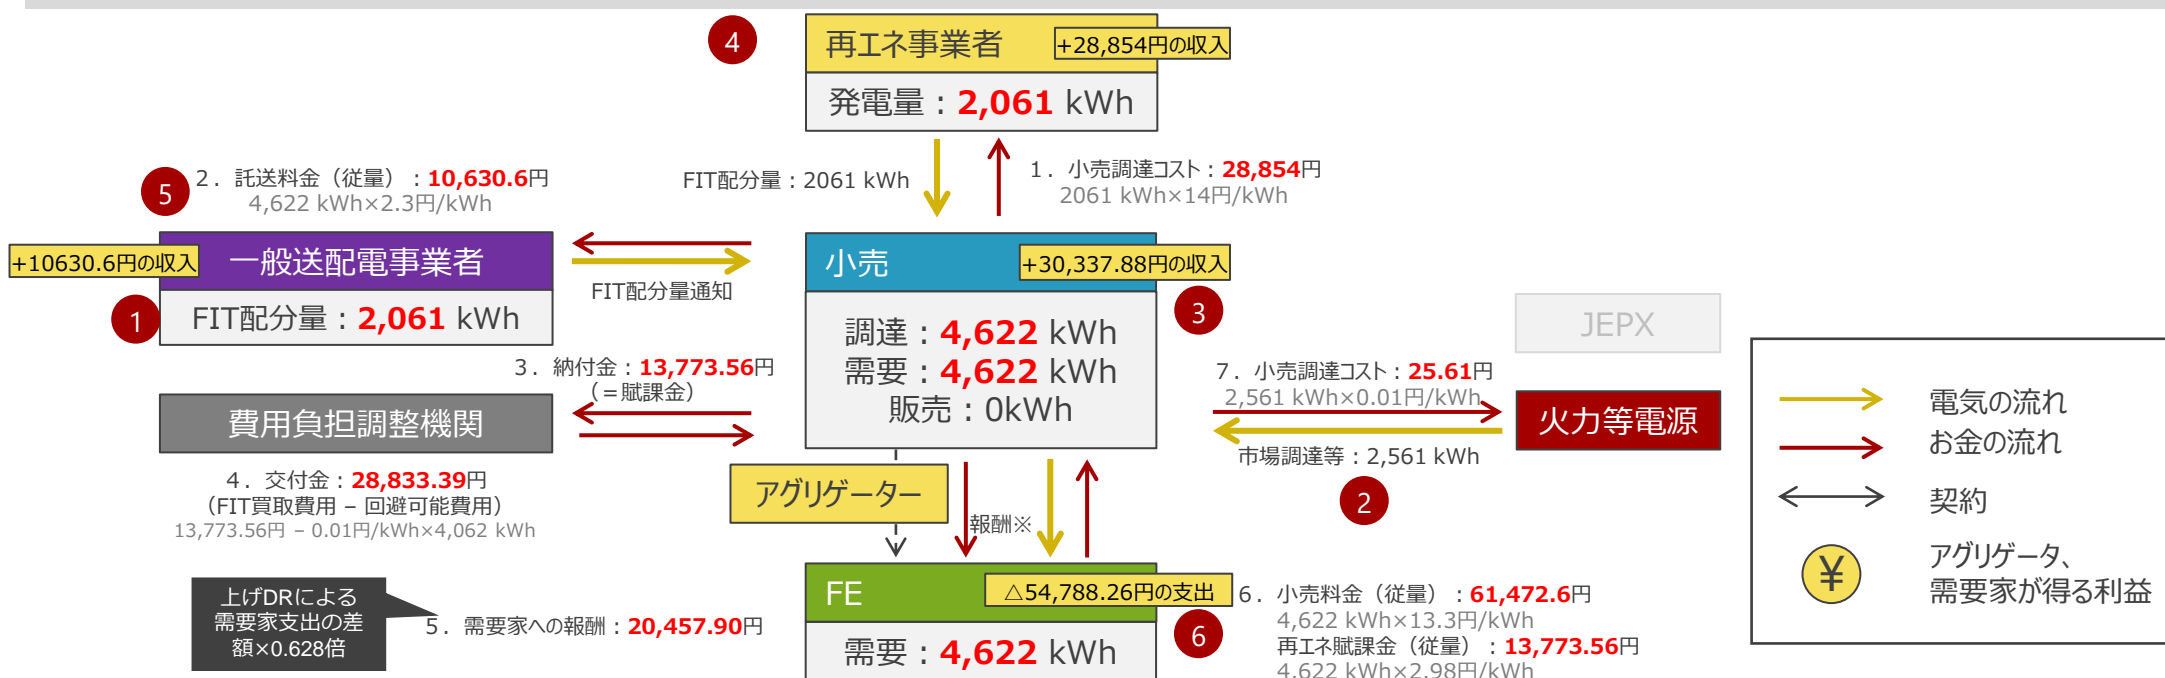 4
再エネ事業者
+28,854円の収入
発電量：2,061 kWh
5
2．託送料金（従量）：10,630.6円
4,622 kWh×2.3円/kWh
FIT配分量：2061 kWh
1．小売調達コスト：28,854円
2061 kWh×14円/kWh
+10630.6円の収入
一般送配電事業者
1
FIT配分量：2,061 kWh
FIT配分量通知
小売
+30,337.88円の収入
3
調達：4,622 kWh
需要：4,622 kWh
販売：0kWh
JEPX
3．納付金：13,773.56円
（=賦課金）
7．小売調達コスト：25.61円
2,561 kWh×0.01円/kWh
費用負担調整機関
火力等電源
市場調達等：2,561 kWh
2
4．交付金：28,833.39円
（FIT買取費用 – 回避可能費用）
13,773.56円 – 0.01円/kWh×4,062 kWh
アグリゲーター
報酬※
上げDRによる
需要家支出の差
額×0.628倍
5．需要家への報酬：20,457.90円
FE
△54,788.26円の支出
6
需要：4,622 kWh
6．小売料金（従量）：61,472.6円
4,622 kWh×13.3円/kWh
再エネ賦課金（従量）：13,773.56円
4,622 kWh×2.98円/kWh
電気の流れ
お金の流れ
契約
¥
アグリゲータ、
需要家が得る利益